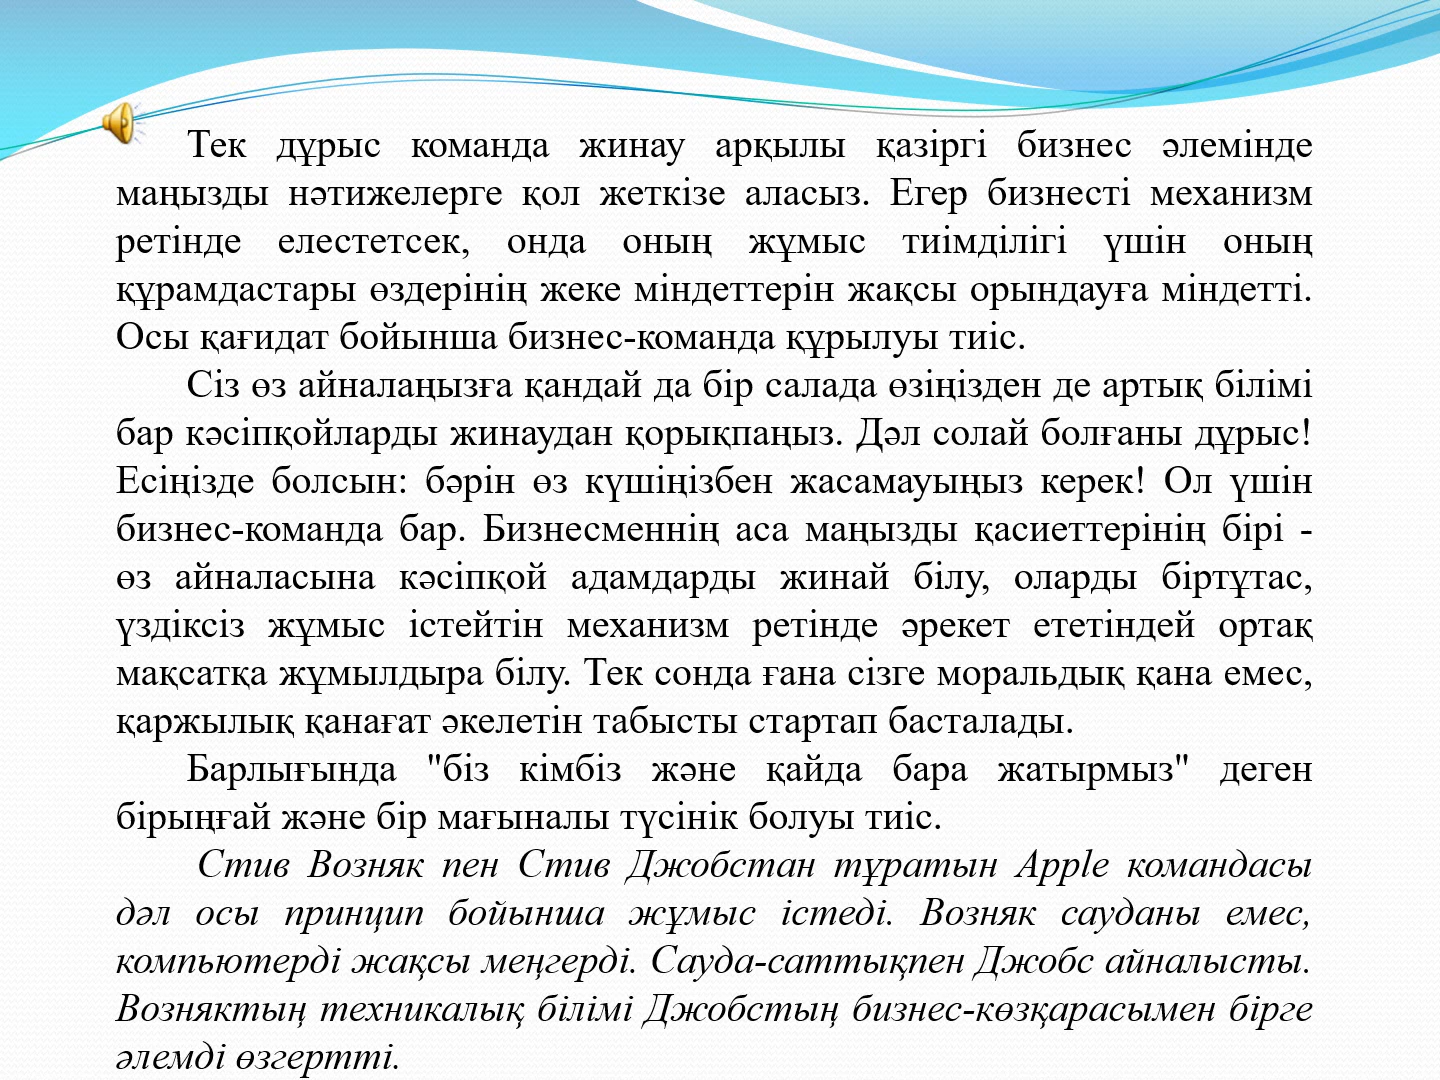 Тек дұрыс команда жинау арқылы қазіргі бизнес әлемінде
маңызды нәтижелерге қол жеткізе аласыз. Егер бизнесті механизм
ретінде елестетсек, онда оның жұмыс тиімділігі үшін оның
құрамдастары өздерінің жеке міндеттерін жақсы орындауға міндетті.
Осы қағидат бойынша бизнес-команда құрылуы тиіс.
Сіз өз айналаңызға қандай да бір салада өзіңізден де артық білімі
бар кәсіпқойларды жинаудан қорықпаңыз. Дәл солай болғаны дұрыс!
Есіңізде болсын: бәрін өз күшіңізбен жасамауыңыз керек! Ол үшін
бизнес-команда бар. Бизнесменнің аса маңызды қасиеттерінің бірі -
өз айналасына кәсіпқой адамдарды жинай білу, оларды біртұтас,
үздіксіз жұмыс істейтін механизм ретінде әрекет ететіндей ортақ
мақсатқа жұмылдыра білу. Тек сонда ғана сізге моральдық қана емес,
қаржылық қанағат әкелетін табысты стартап басталады.
Барлығында "біз кімбіз және қайда бара жатырмыз" деген
бірыңғай және бір мағыналы түсінік болуы тиіс.
Стив Возняк пен Стив Джобстан тұратын Apple командасы
дәл осы принцип бойынша жұмыс істеді. Возняк сауданы емес,
компьютерді жақсы меңгерді. Сауда-саттықпен Джобс айналысты.
Возняктың техникалық білімі Джобстың бизнес-көзқарасымен бірге
әлемді өзгертті.